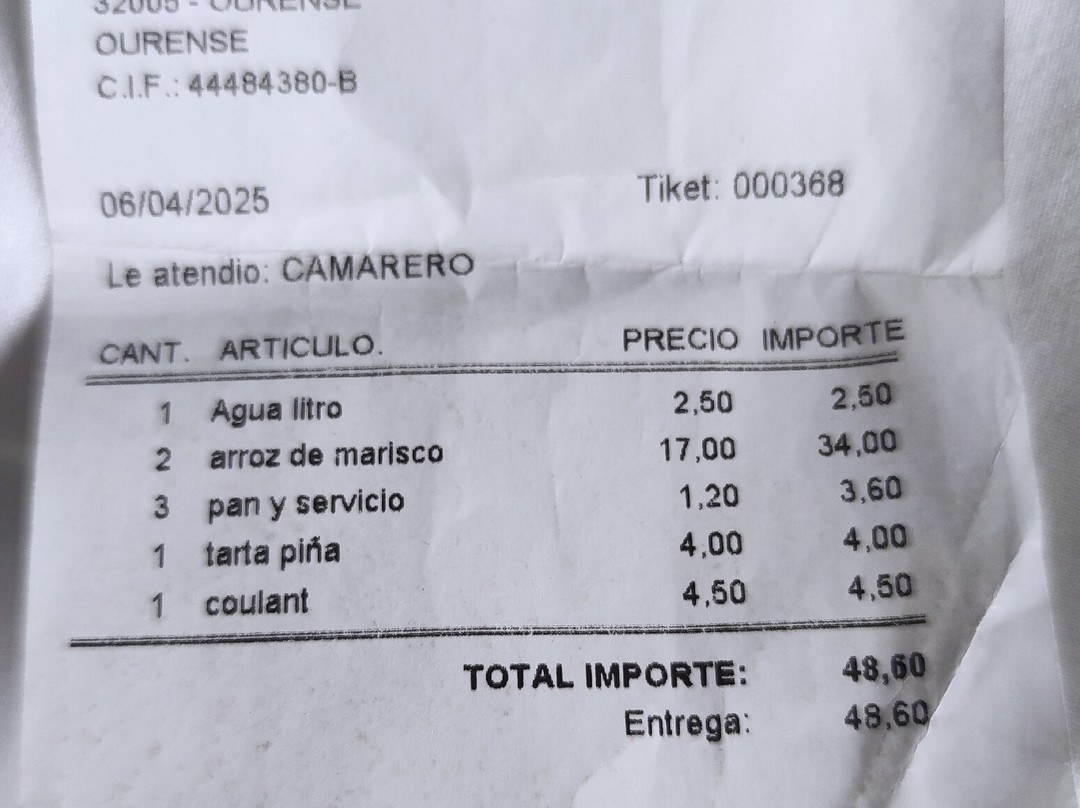 32005 - OURENSE
OURENSE
C.I.F.: 44484380-B
06/04/2025 Tiket: 000368
Le atendio: CAMARERO
CANT. ARTICULO. PRECIO IMPORTE
1 Agua litro 2,50 2,50
2 arroz de marisco 17,00 34,00
3 pan y servicio 1,20 3,60
1 tarta piña 4,00 4,00
1 coulant 4,50 4,50
TOTAL IMPORTE: 48,60
Entrega: 48,60